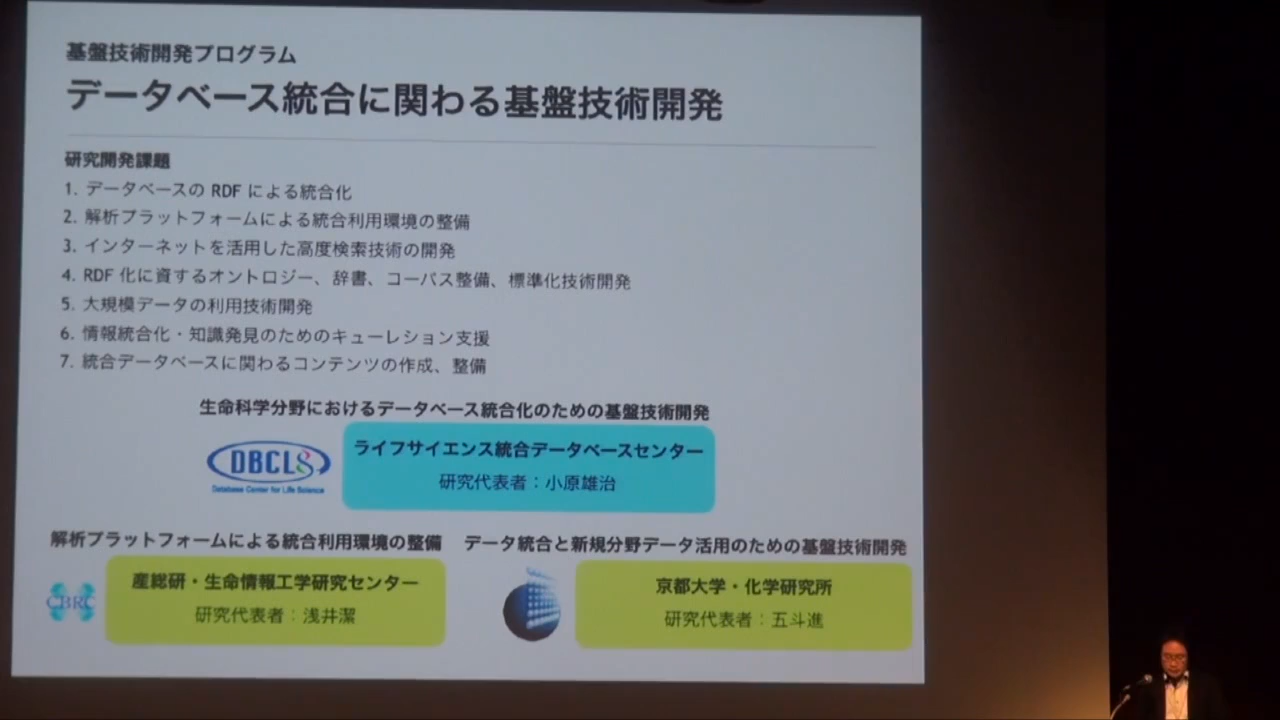 基盤技術開発プログラム
データベース統合に関わる基盤技術開発
研究開発課題
1. データベースの RDF による統合化
2. 解析プラットフォームによる統合利用環境の整備
3. インターネットを活用した高度検索技術の開発
4. RDF 化に資するオントロジー、辞書、コーパス整備、標準化技術開発
5. 大規模データの利用技術開発
6. 情報統合化・知識発見のためのキューレション支援
7. 統合データベースに関わるコンテンツの作成、整備
生命科学分野におけるデータベース統合化のための基盤技術開発
DBCLS
Database Center for Life Science
ライフサイエンス統合データベースセンター
研究代表者：小原雄治
解析プラットフォームによる統合利用環境の整備
CBRC
産総研・生命情報工学研究センター
研究代表者：浅井潔
データ統合と新規分野データ活用のための基盤技術開発
京都大学・化学研究所
研究代表者：五斗進